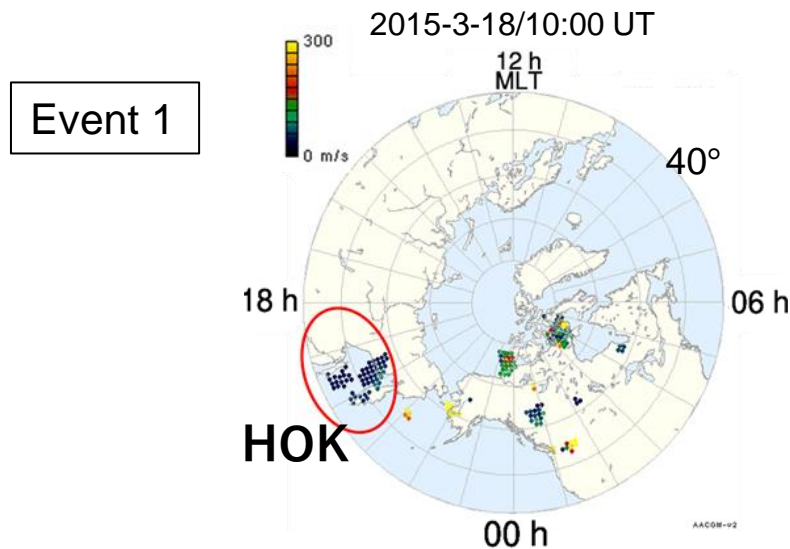 2015-3-18/10:00 UT
300
0 m/s
Event 1
12 h
MLT
40°
18 h
06 h
HOK
00 h
AACGM-v2